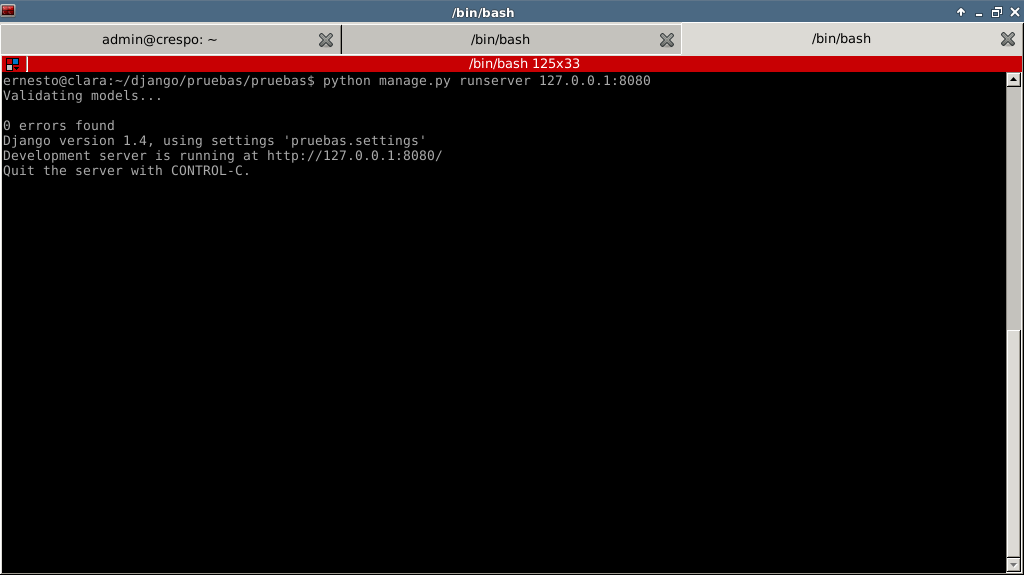 /bin/bash
admin@crespo: ~
/bin/bash
/bin/bash
/bin/bash 125x33
ernesto@clara:~/django/pruebas/pruebas$ python manage.py runserver 127.0.0.1:8080
Validating models...
0 errors found
Django version 1.4, using settings 'pruebas.settings'
Development server is running at http://127.0.0.1:8080/
Quit the server with CONTROL-C.